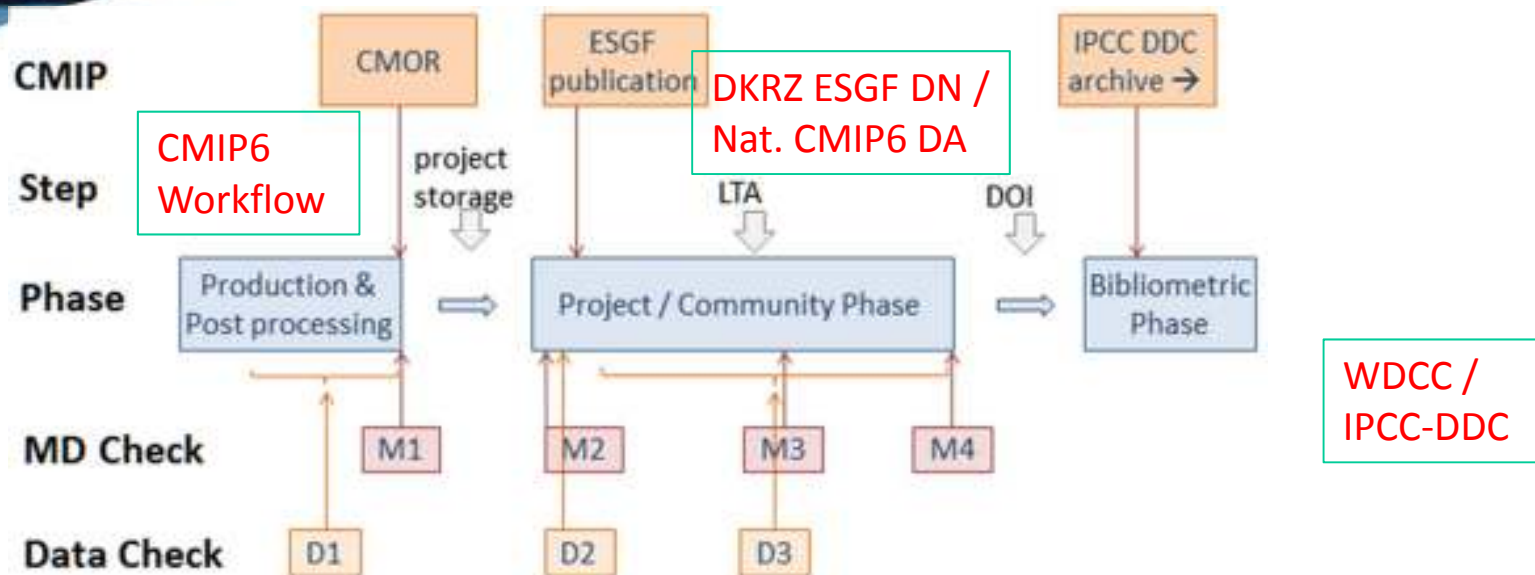 CMIP
CMOR
ESGF
publication
IPCC DDC
archive →
DKRZ ESGF DN /
Nat. CMIP6 DA
CMIP6
Workflow
Step
project
storage
LTA
DOI
Phase
Production &
Post processing
Project / Community Phase
Bibliometric
Phase
WDCC /
IPCC-DDC
MD Check
M1
M2
M3
M4
Data Check
D1
D2
D3